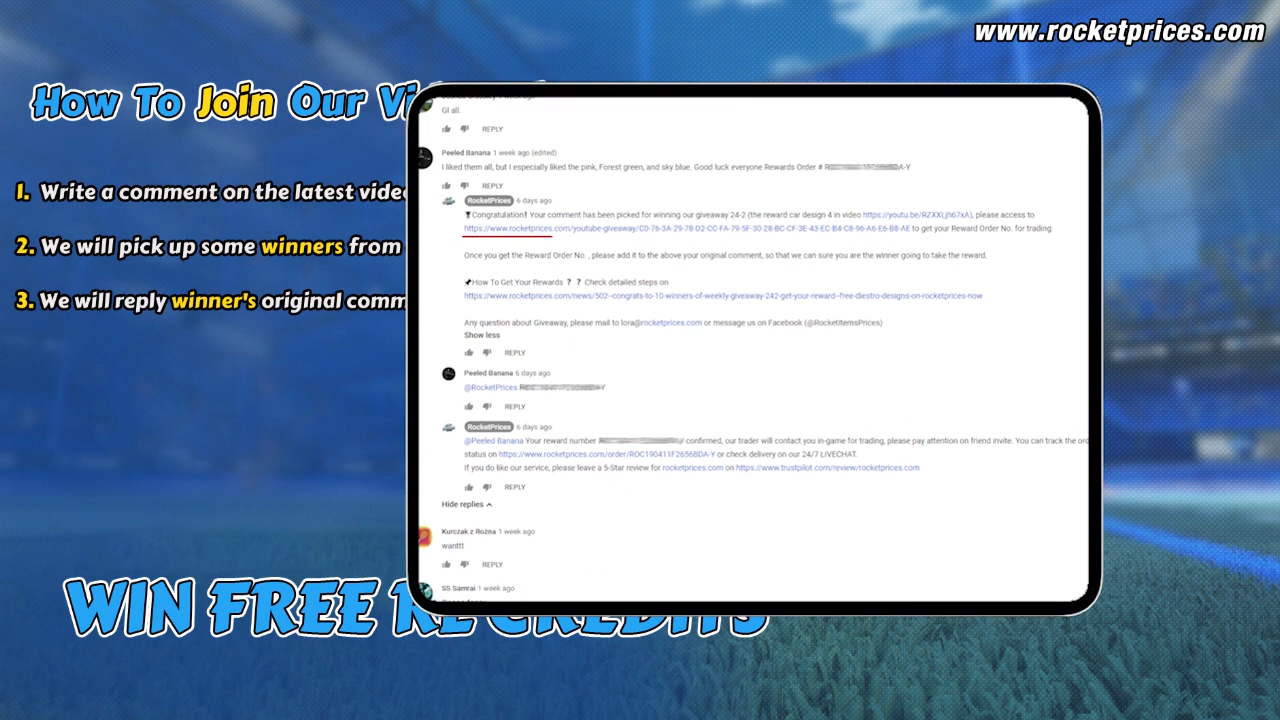 www.rocketprices.com
How To Join Our Vi
1. Write a comment on the latest video
2. We will pick up some winners from
3. We will reply winner's original comm
Gl all.
REPLY
Peeled Banana 1 week ago (edited)
I liked them all, but I especially liked the pink, Forest green, and sky blue. Good luck everyone Rewards Order # R A-Y
REPLY
RocketPrices 6 days ago
🏆Congratulation! Your comment has been picked for winning our giveaway 24-2 (the reward car design 4 in video https://youtu.be/RZXXLjh67xA), please access to
https://www.rocketprices.com/youtube-giveaway/C0-76-3A-29-78-D2-CC-FA-79-5F-30-28-BC-CF-3E-43-EC-B4-C8-96-A6-E6-B8-AE to get your Reward Order No. for trading.
Once you get the Reward Order No. , please add it to the above your original comment, so that we can sure you are the winner going to take the reward.
📌How To Get Your Rewards ❓ ❓ Check detailed steps on
https://www.rocketprices.com/news/502--congrats-to-10-winners-of-weekly-giveaway-242-get-your-reward--free-diestro-designs-on-rocketprices-now
Any question about Giveaway, please mail to lora@rocketprices.com or message us on Facebook (@RocketItemsPrices)
Show less
REPLY
Peeled Banana 6 days ago
@RocketPrices
REPLY
RocketPrices 6 days ago
@Peeled Banana Your reward number confirmed, our trader will contact you in-game for trading, please pay attention on friend invite. You can track the ord
status on https://www.rocketprices.com/order/ROC190411F2656BDA-Y or check delivery on our 24/7 LIVECHAT.
If you do like our service, please leave a 5-Star review for rocketprices.com on https://www.trustpilot.com/review/rocketprices.com
REPLY
Hide replies
Kurczak z Rożna 1 week ago
wanttt
REPLY
SS Samrai 1 week ago
WIN FREE RL CREDITS